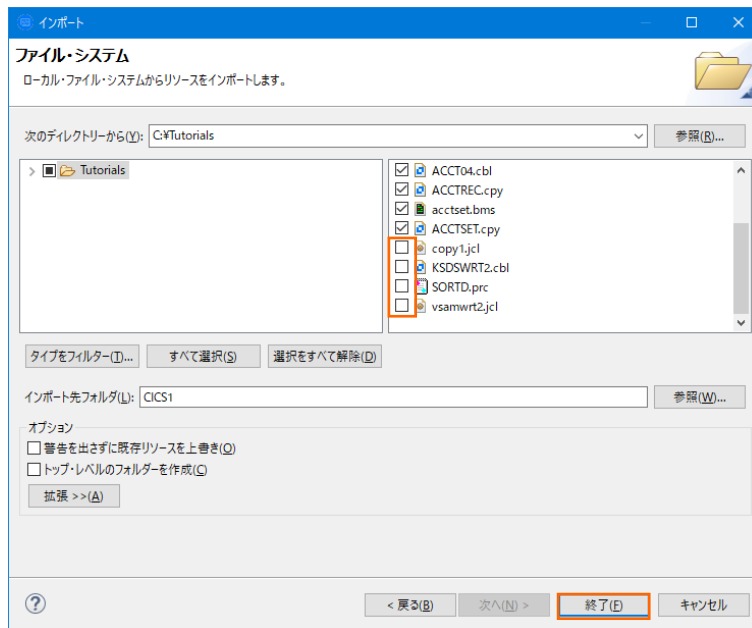 インポート
ファイル・システム
ローカル・ファイル・システムからリソースをインポートします。
次のディレクトリーから(Y): C:¥Tutorials 参照(R)...
Tutorials
ACCT04.cbl
ACCTREC.cpy
acctset.bms
ACCTSET.cpy
copy1.jcl
KSDSWRT2.cbl
SORTD.prc
vsamwrt2.jcl
タイプをフィルター(T)... すべて選択(S) 選択をすべて解除(D)
インポート先フォルダ(L): CICS1 参照(W)...
オプション
警告を出さずに既存リソースを上書き(O)
トップ・レベルのフォルダーを作成(C)
拡張 >>(A)
< 戻る(B) 次へ(N) > 終了(F) キャンセル